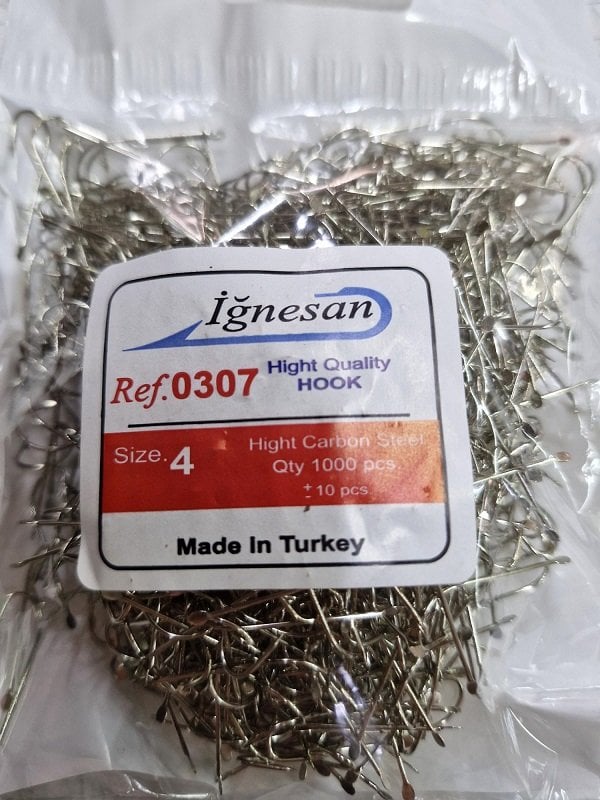 İğnesan
Ref.0307
Hight Quality
HOOK
Size.4
Hight Carbon Steel
Qty 1000 pcs
± 10 pcs
Made In Turkey